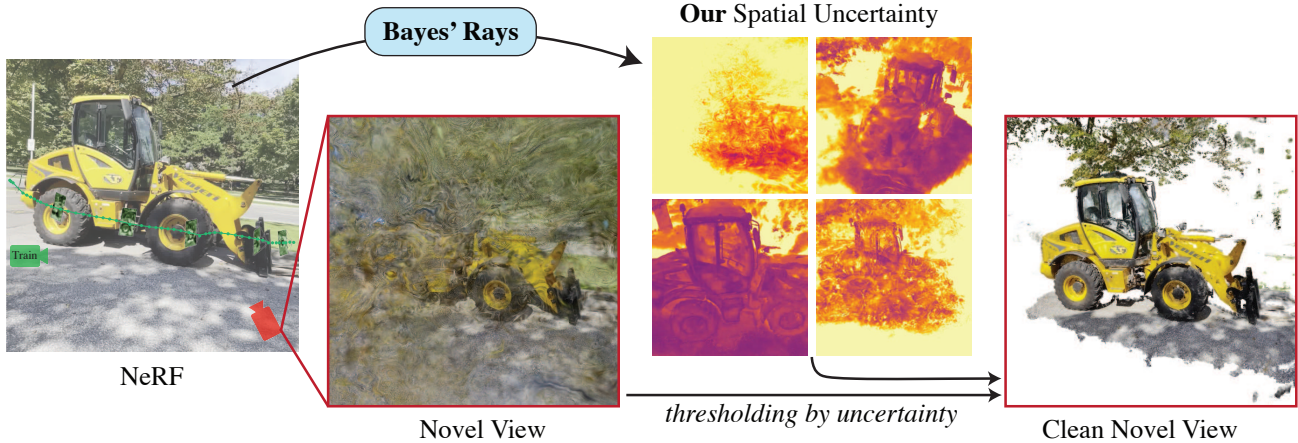 Our Spatial Uncertainty
Bayes' Rays
Train
NeRF
Novel View
thresholding by uncertainty
Clean Novel View